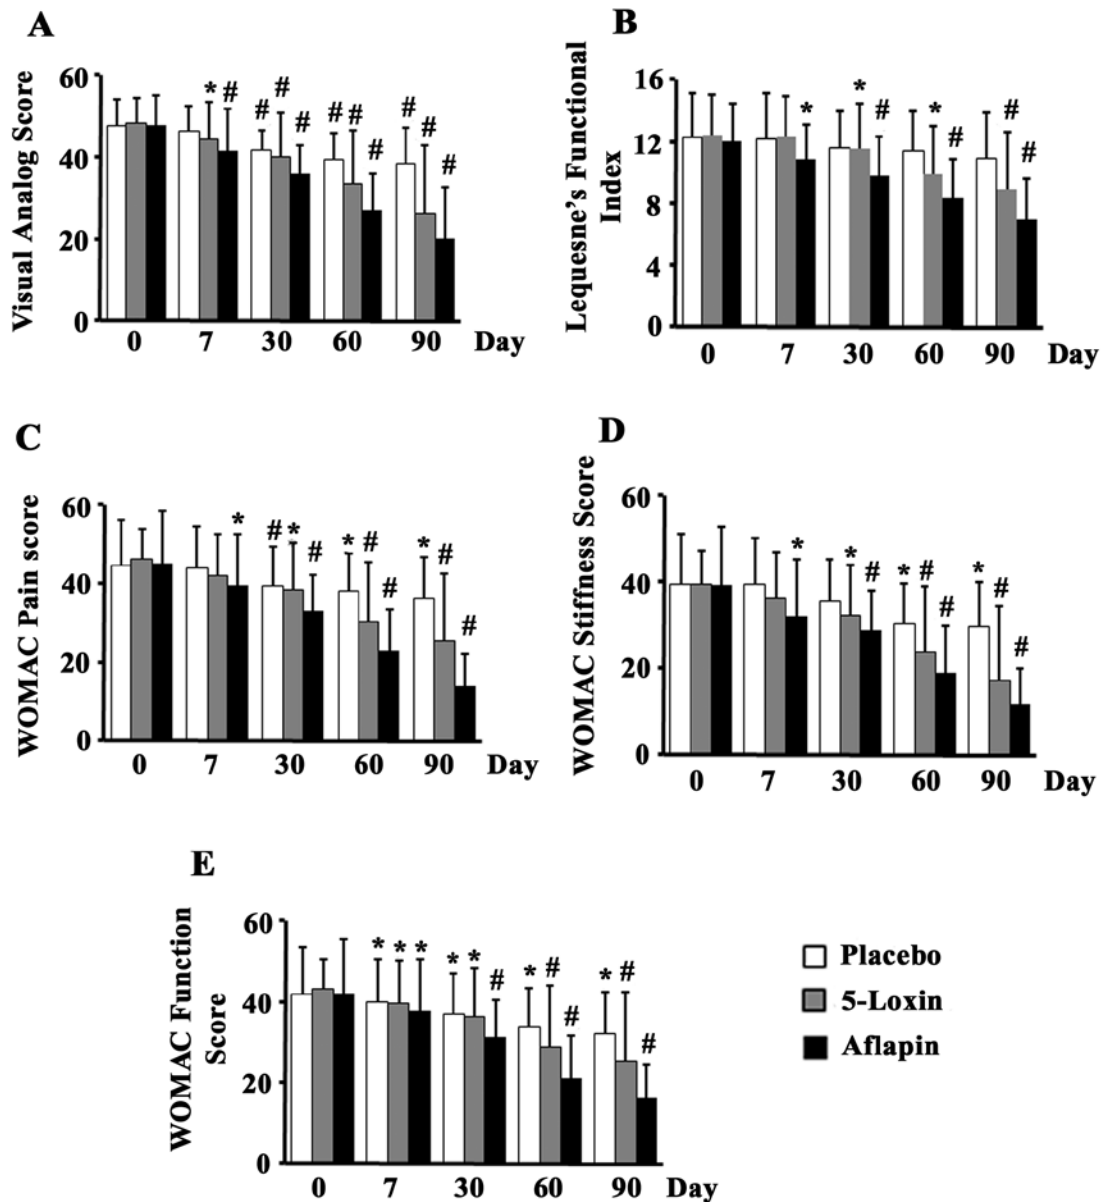 A
Visual Analog Score
60
40
20
0
* # # # # # # # # # #
0 7 30 60 90 Day
B
Lequesne's Functional
Index
16
12
8
4
0
* * # * # # #
0 7 30 60 90 Day
C
WOMAC Pain score
60
40
20
0
* # * # * # # * # #
0 7 30 60 90 Day
D
WOMAC Stiffness Score
60
40
20
0
* * # * # # * # #
0 7 30 60 90 Day
E
WOMAC Function
Score
60
40
20
0
* * * * * # * # # * # #
0 7 30 60 90 Day
Placebo
5-Loxin
Aflapin